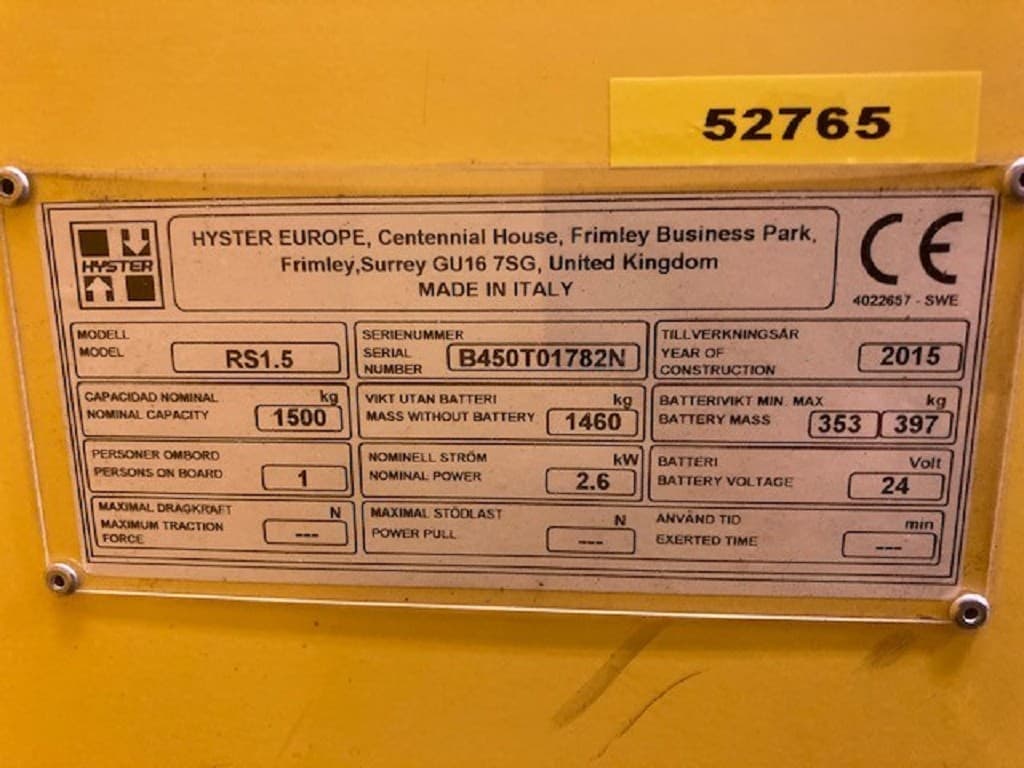 52765
HYSTER
HYSTER EUROPE, Centennial House, Frimley Business Park,
Frimley,Surrey GU16 7SG, United Kingdom
MADE IN ITALY
CE
4022657 - SWE
MODELL
MODEL
RS1.5
SERIENUMMER
SERIAL
NUMBER
B450T01782N
TILLVERKNINGSÅR
YEAR OF
CONSTRUCTION
2015
CAPACIDAD NOMINAL kg
NOMINAL CAPACITY
1500
VIKT UTAN BATTERI kg
MASS WITHOUT BATTERY
1460
BATTERIVIKT MIN. MAX kg
BATTERY MASS
353 397
PERSONER OMBORD
PERSONS ON BOARD
1
NOMINELL STRÖM kW
NOMINAL POWER
2.6
BATTERI Volt
BATTERY VOLTAGE
24
MAXIMAL DRAGKRAFT N
MAXIMUM TRACTION
FORCE
---
MAXIMAL STÖDLAST N
POWER PULL
---
ANVÄND TID min
EXERTED TIME
---